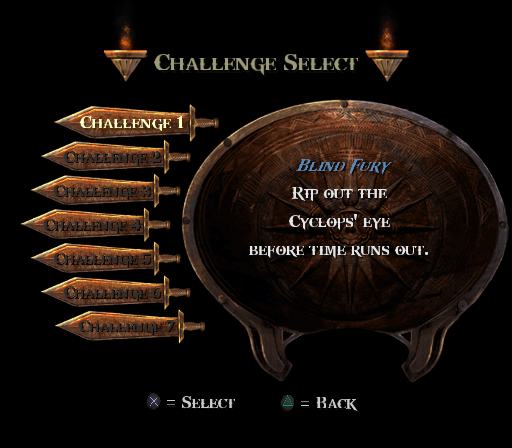 Challenge Select
Challenge 1
Challenge 2
Challenge 3
Challenge 4
Challenge 5
Challenge 6
Challenge 7
Blind Fury
Rip out the
Cyclops' eye
before time runs out.
= Select
= Back